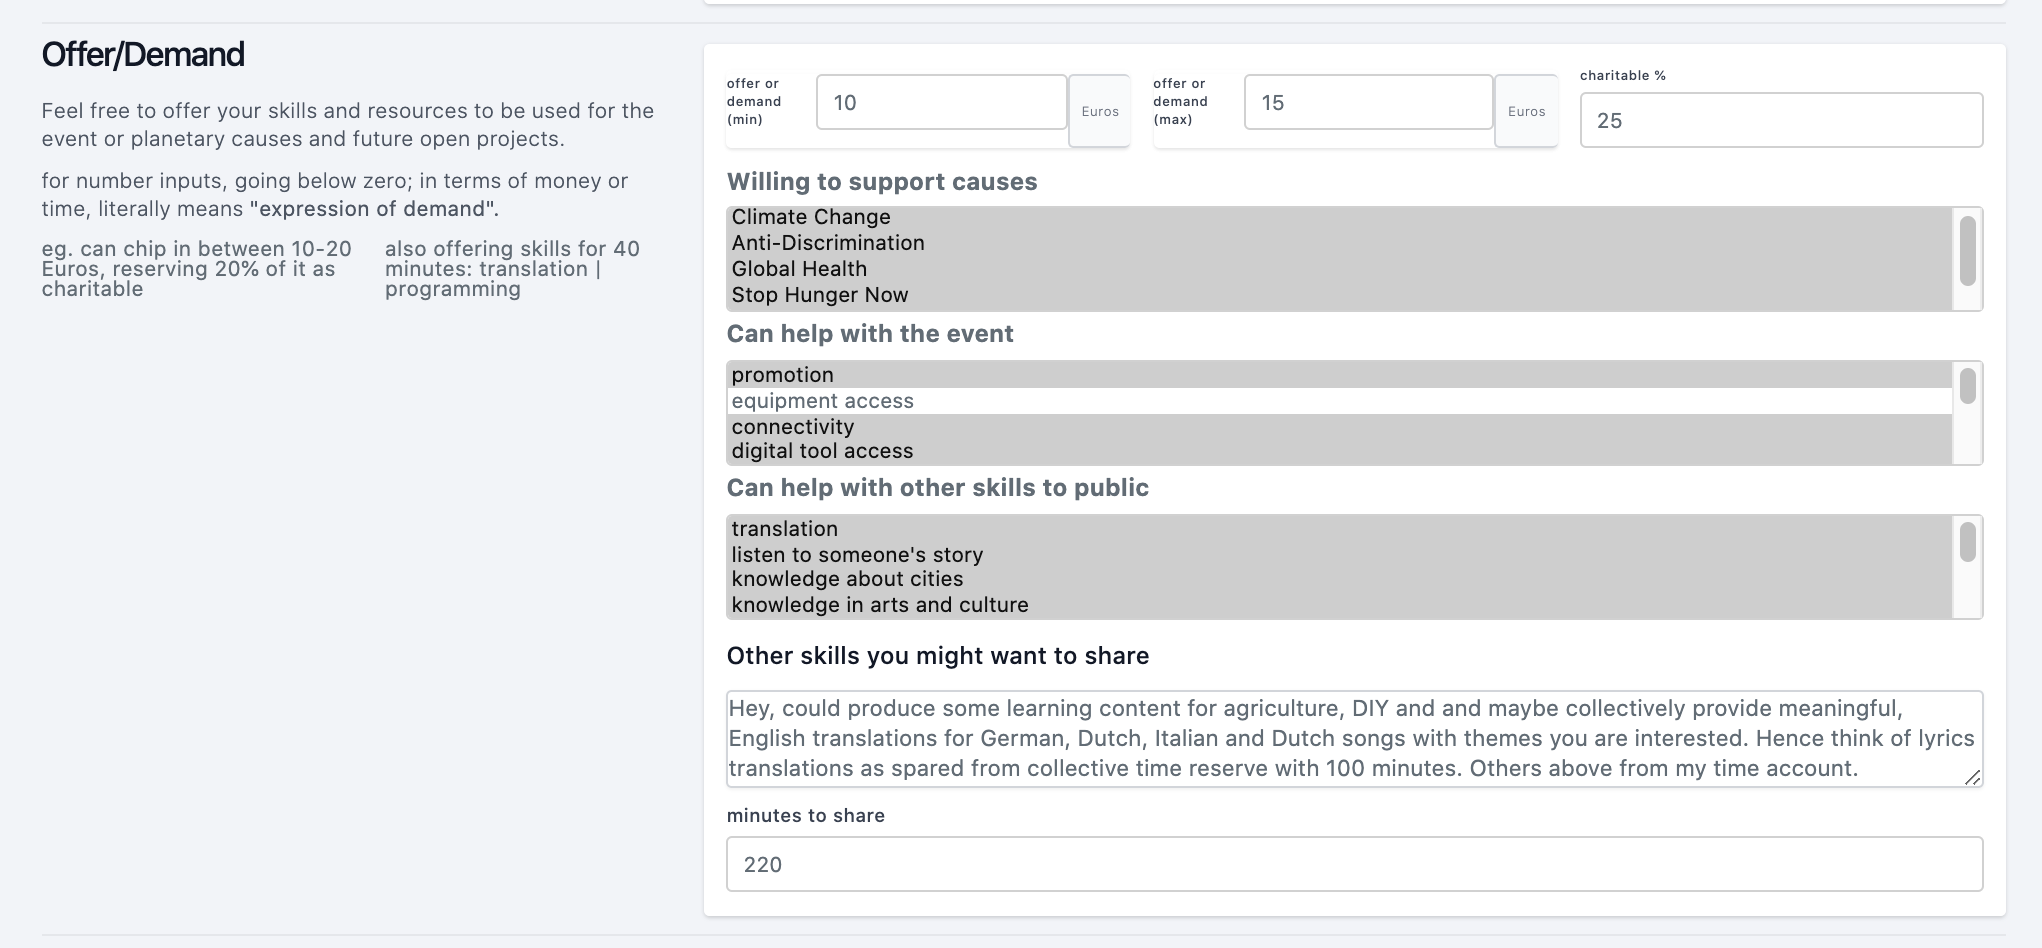 Offer/Demand
Feel free to offer your skills and resources to be used for the
event or planetary causes and future open projects.
for number inputs, going below zero; in terms of money or
time, literally means "expression of demand".
eg. can chip in between 10-20
Euros, reserving 20% of it as
charitable
also offering skills for 40
minutes: translation |
programming
offer or
demand
(min)
10
Euros
offer or
demand
(max)
15
Euros
charitable %
25
Willing to support causes
Climate Change
Anti-Discrimination
Global Health
Stop Hunger Now
Can help with the event
promotion
equipment access
connectivity
digital tool access
Can help with other skills to public
translation
listen to someone's story
knowledge about cities
knowledge in arts and culture
Other skills you might want to share
Hey, could produce some learning content for agriculture, DIY and and maybe collectively provide meaningful,
English translations for German, Dutch, Italian and Dutch songs with themes you are interested. Hence think of lyrics
translations as spared from collective time reserve with 100 minutes. Others above from my time account.
minutes to share
220